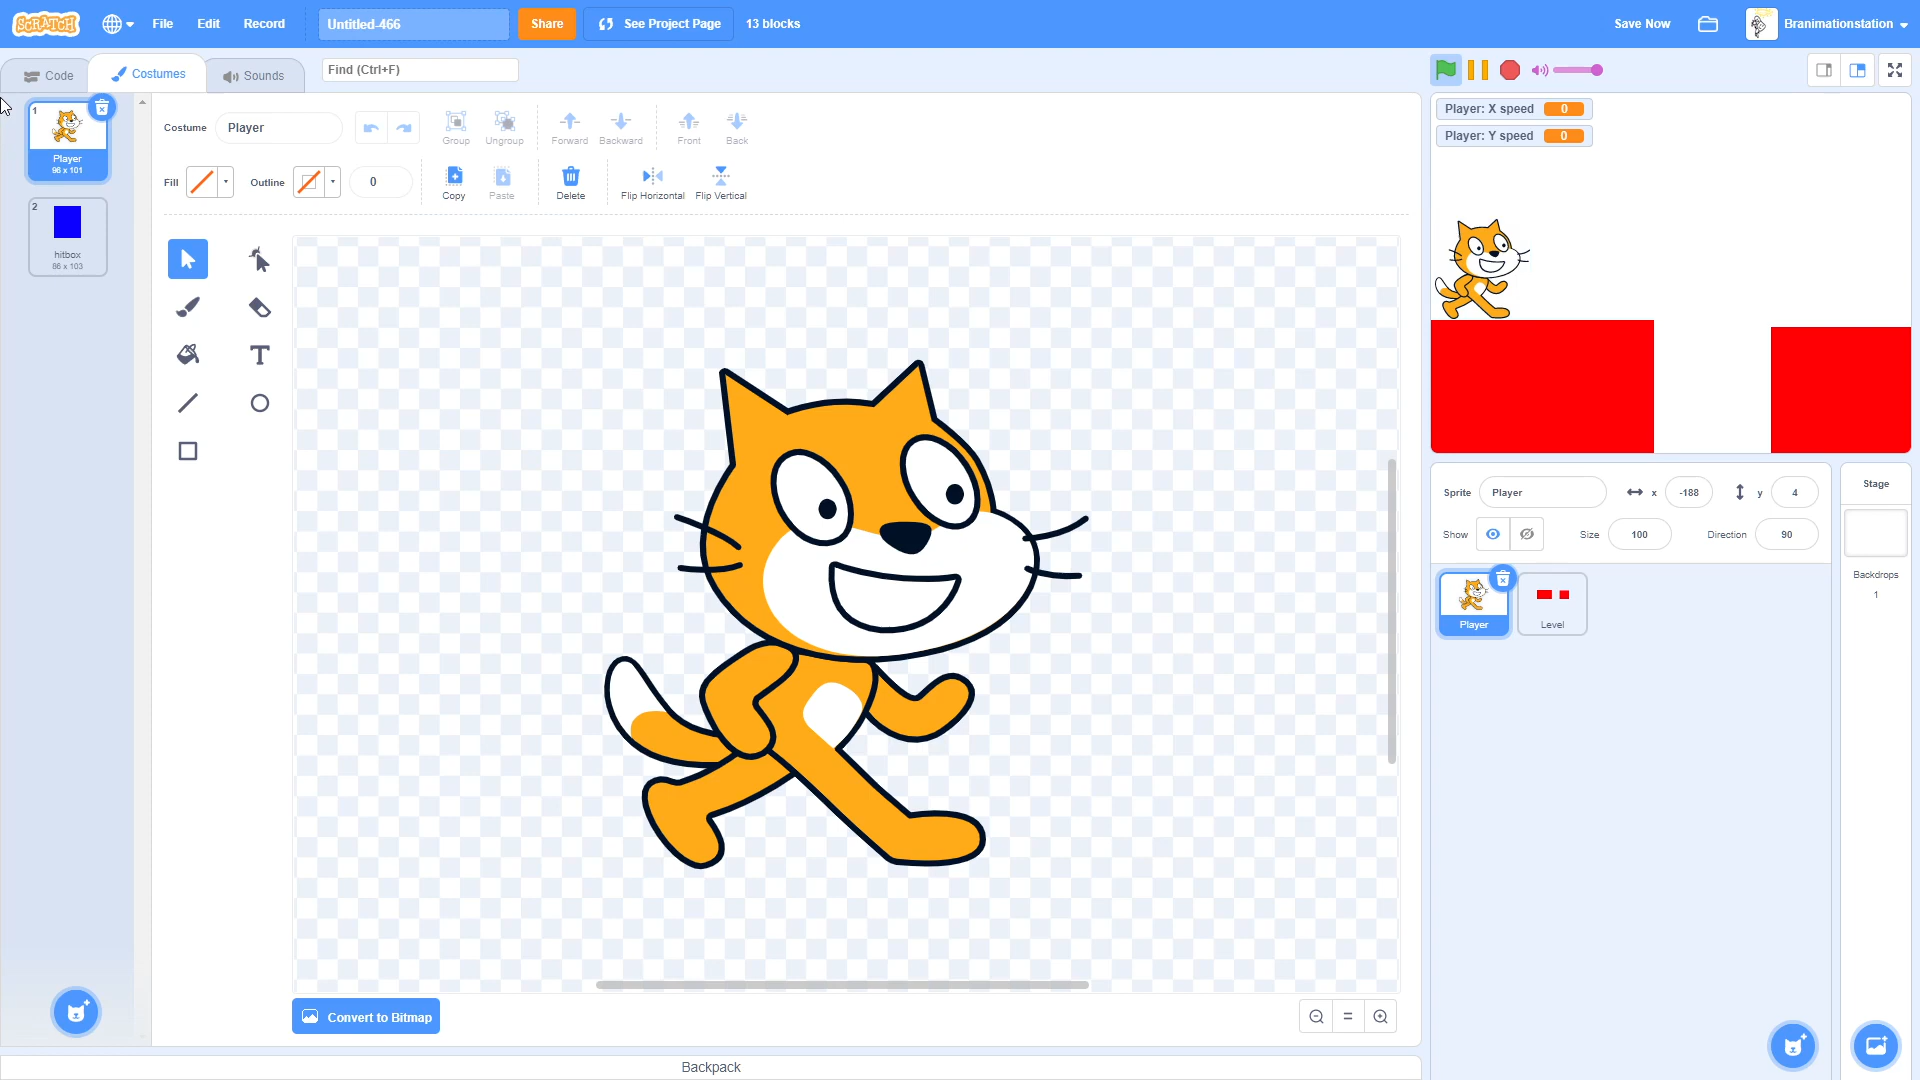 SCRATCH File Edit Record Untitled-466 Share See Project Page 13 blocks Save Now Branimationstation
Code Costumes Sounds Find (Ctrl+F)
1
Player
96 x 101
2
hitbox
86 x 103
Costume Player Group Ungroup Forward Backward Front Back
Fill Outline 0 Copy Paste Delete Flip Horizontal Flip Vertical
T
Convert to Bitmap
Backpack
Player: X speed 0
Player: Y speed 0
Sprite Player x -188 y 4
Show Size 100 Direction 90
Player
Level
Stage
Backdrops
1